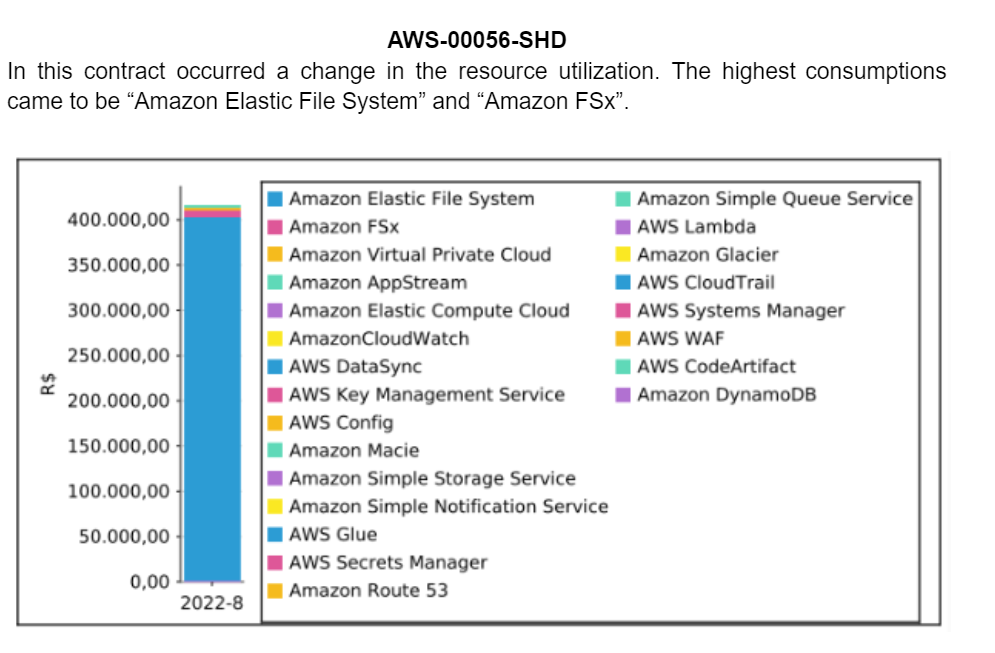 AWS-00056-SHD
In this contract occurred a change in the resource utilization. The highest consumptions
came to be “Amazon Elastic File System” and “Amazon FSx”.
400.000,00
350.000,00
300.000,00
250.000,00
200.000,00
150.000,00
100.000,00
50.000,00
0,00
R$
2022-8
Amazon Elastic File System
Amazon FSx
Amazon Virtual Private Cloud
Amazon AppStream
Amazon Elastic Compute Cloud
AmazonCloudWatch
AWS DataSync
AWS Key Management Service
AWS Config
Amazon Macie
Amazon Simple Storage Service
Amazon Simple Notification Service
AWS Glue
AWS Secrets Manager
Amazon Route 53
Amazon Simple Queue Service
AWS Lambda
Amazon Glacier
AWS CloudTrail
AWS Systems Manager
AWS WAF
AWS CodeArtifact
Amazon DynamoDB